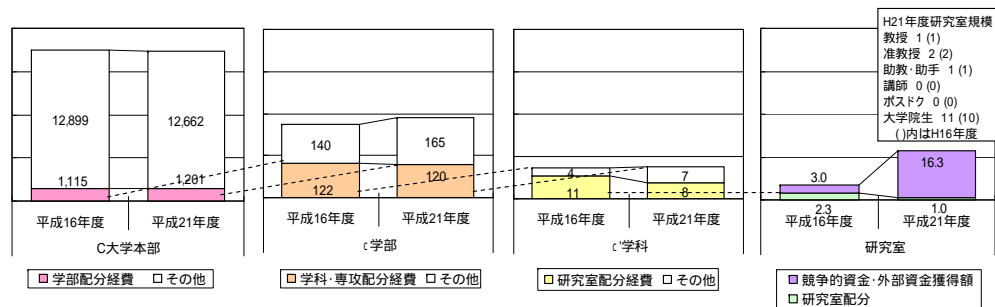 H21年度研究室規模
教授 1 (1)
准教授 2 (2)
助教・助手 1 (1)
講師 0 (0)
ポスドク 0 (0)
大学院生 11 (10)
()内はH16年度
12,899 12,662
1,115 1,201
平成16年度 平成21年度
C大学本部
学部配分経費 その他
140 165
122 120
平成16年度 平成21年度
c学部
学科・専攻配分経費 その他
4 7
11 8
平成16年度 平成21年度
c'学科
研究室配分経費 その他
3.0 16.3
2.3 1.0
平成16年度 平成21年度
研究室
競争的資金・外部資金獲得額
研究室配分